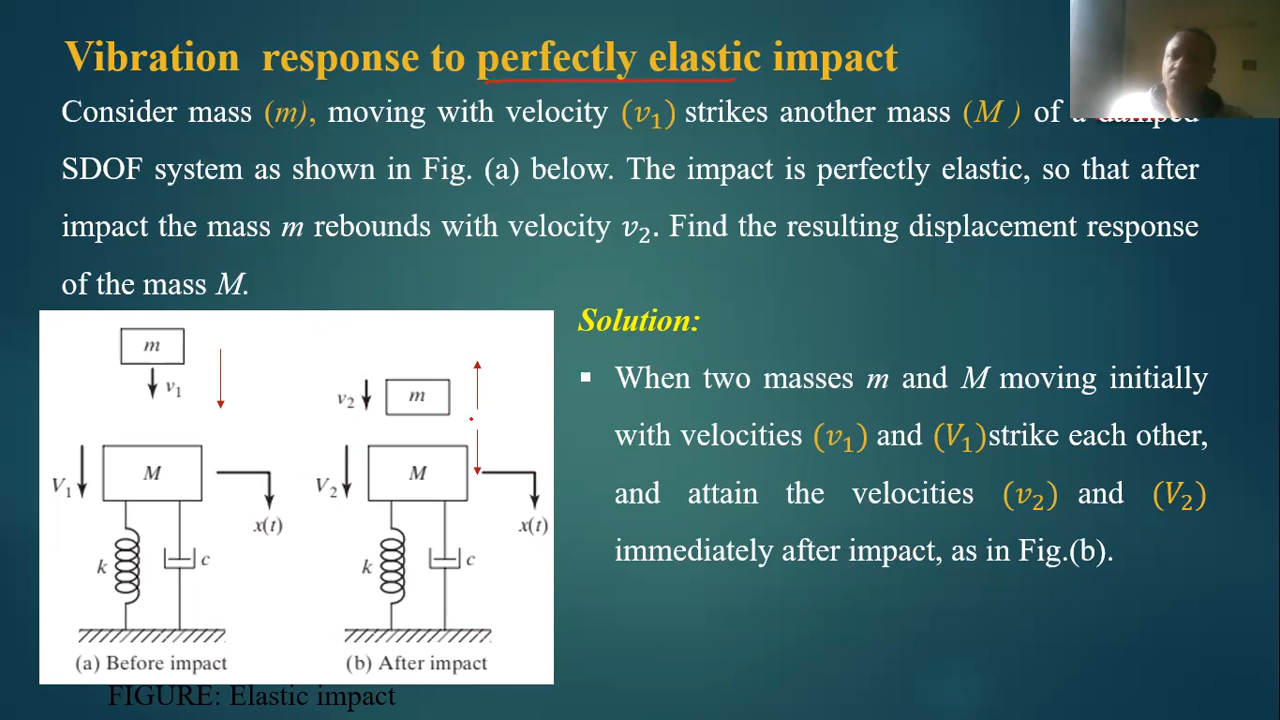 Vibration response to perfectly elastic impact
Consider mass (m), moving with velocity (v₁) strikes another mass (M ) of a damped
SDOF system as shown in Fig. (a) below. The impact is perfectly elastic, so that after
impact the mass m rebounds with velocity v₂. Find the resulting displacement response
of the mass M.
Solution:
▪ When two masses m and M moving initially
with velocities (v₁) and (V₁)strike each other,
and attain the velocities (v₂) and (V₂)
immediately after impact, as in Fig.(b).
m
v₁
M
V₁
x(t)
k
c
(a) Before impact
v₂
m
V₂
M
x(t)
k
c
(b) After impact
FIGURE: Elastic impact